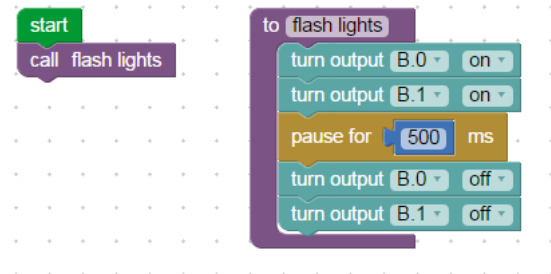 start
call flash lights
to flash lights
turn output B.0 on
turn output B.1 on
pause for 500 ms
turn output B.0 off
turn output B.1 off